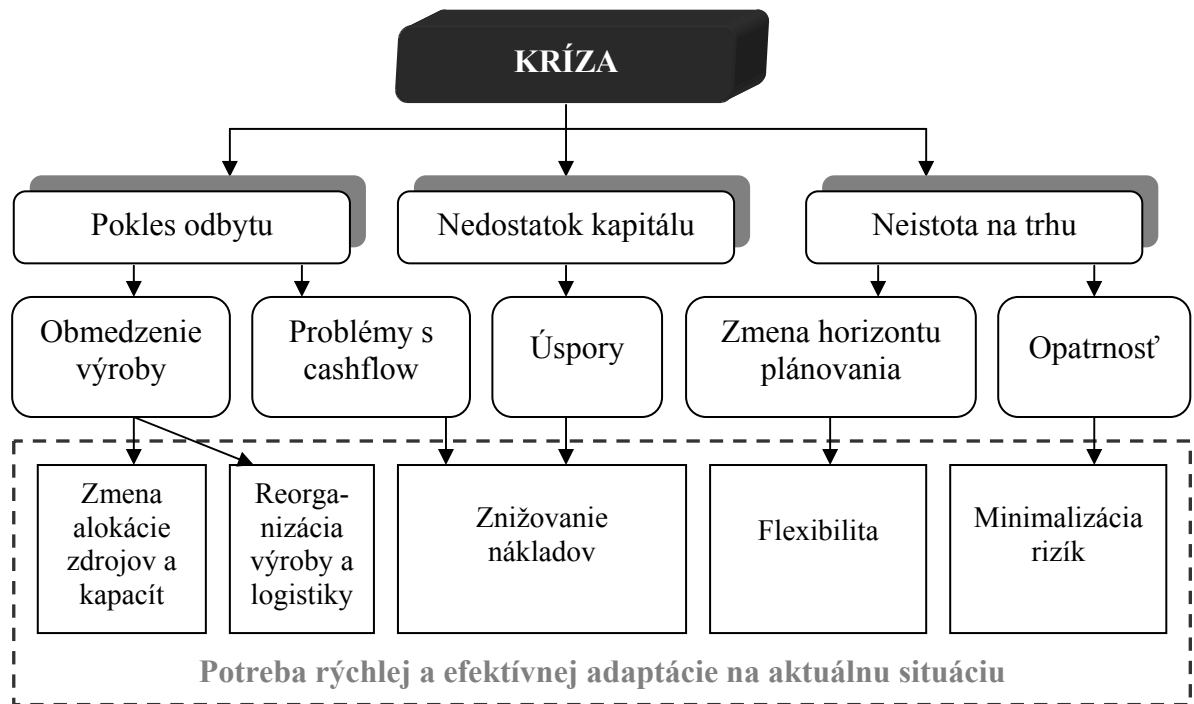 KRÍZA
Pokles odbytu
Nedostatok kapitálu
Neistota na trhu
Obmedzenie
výroby
Problémy s
cashflow
Úspory
Zmena horizontu
plánovania
Opatrnosť
Zmena
alokácie
zdrojov a
kapacít
Reorga-
nizácia
výroby a
logistiky
Znižovanie
nákladov
Flexibilita
Minimalizácia
rizík
Potreba rýchlej a efektívnej adaptácie na aktuálnu situáciu